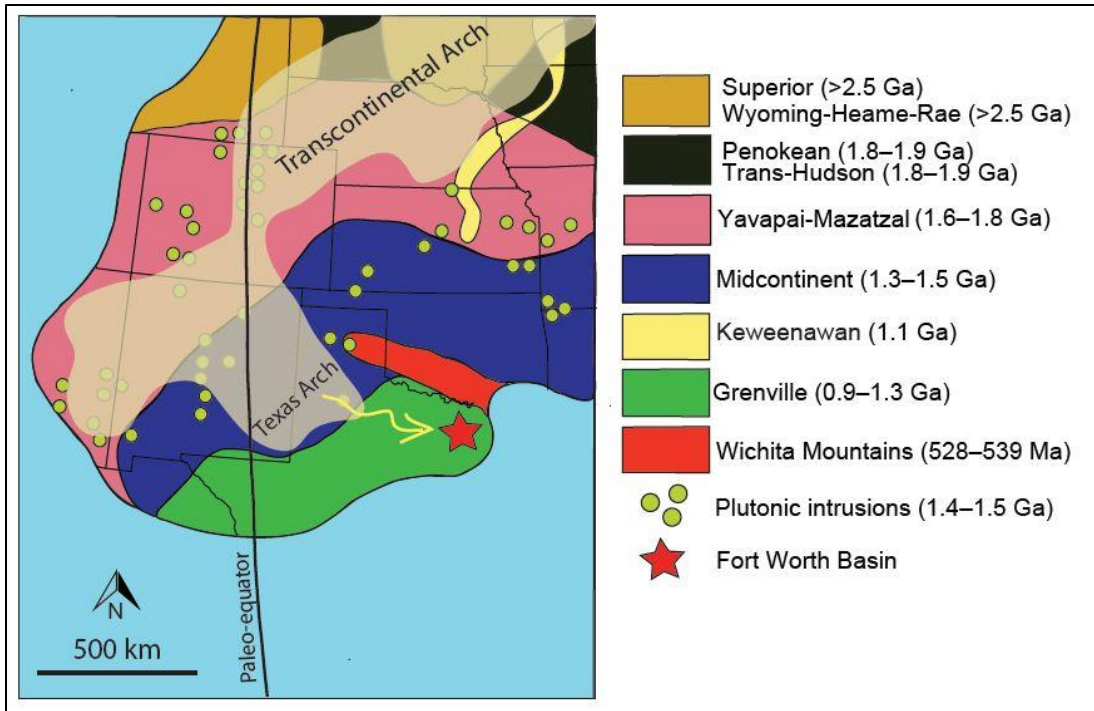 Transcontinental Arch
Texas Arch
Paleo-equator
N
500 km
Superior (>2.5 Ga)
Wyoming-Heame-Rae (>2.5 Ga)
Penokean (1.8–1.9 Ga)
Trans-Hudson (1.8–1.9 Ga)
Yavapai-Mazatzal (1.6–1.8 Ga)
Midcontinent (1.3–1.5 Ga)
Keweenawan (1.1 Ga)
Grenville (0.9–1.3 Ga)
Wichita Mountains (528–539 Ma)
Plutonic intrusions (1.4–1.5 Ga)
Fort Worth Basin